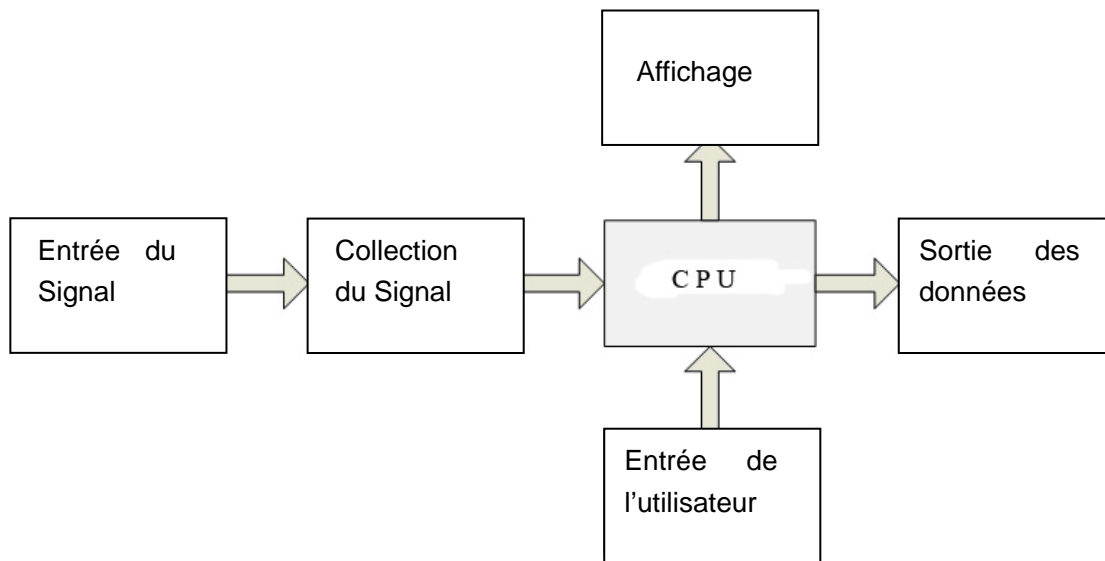 Affichage
Entrée du
Signal
Collection
du Signal
CPU
Sortie des
données
Entrée de
l’utilisateur